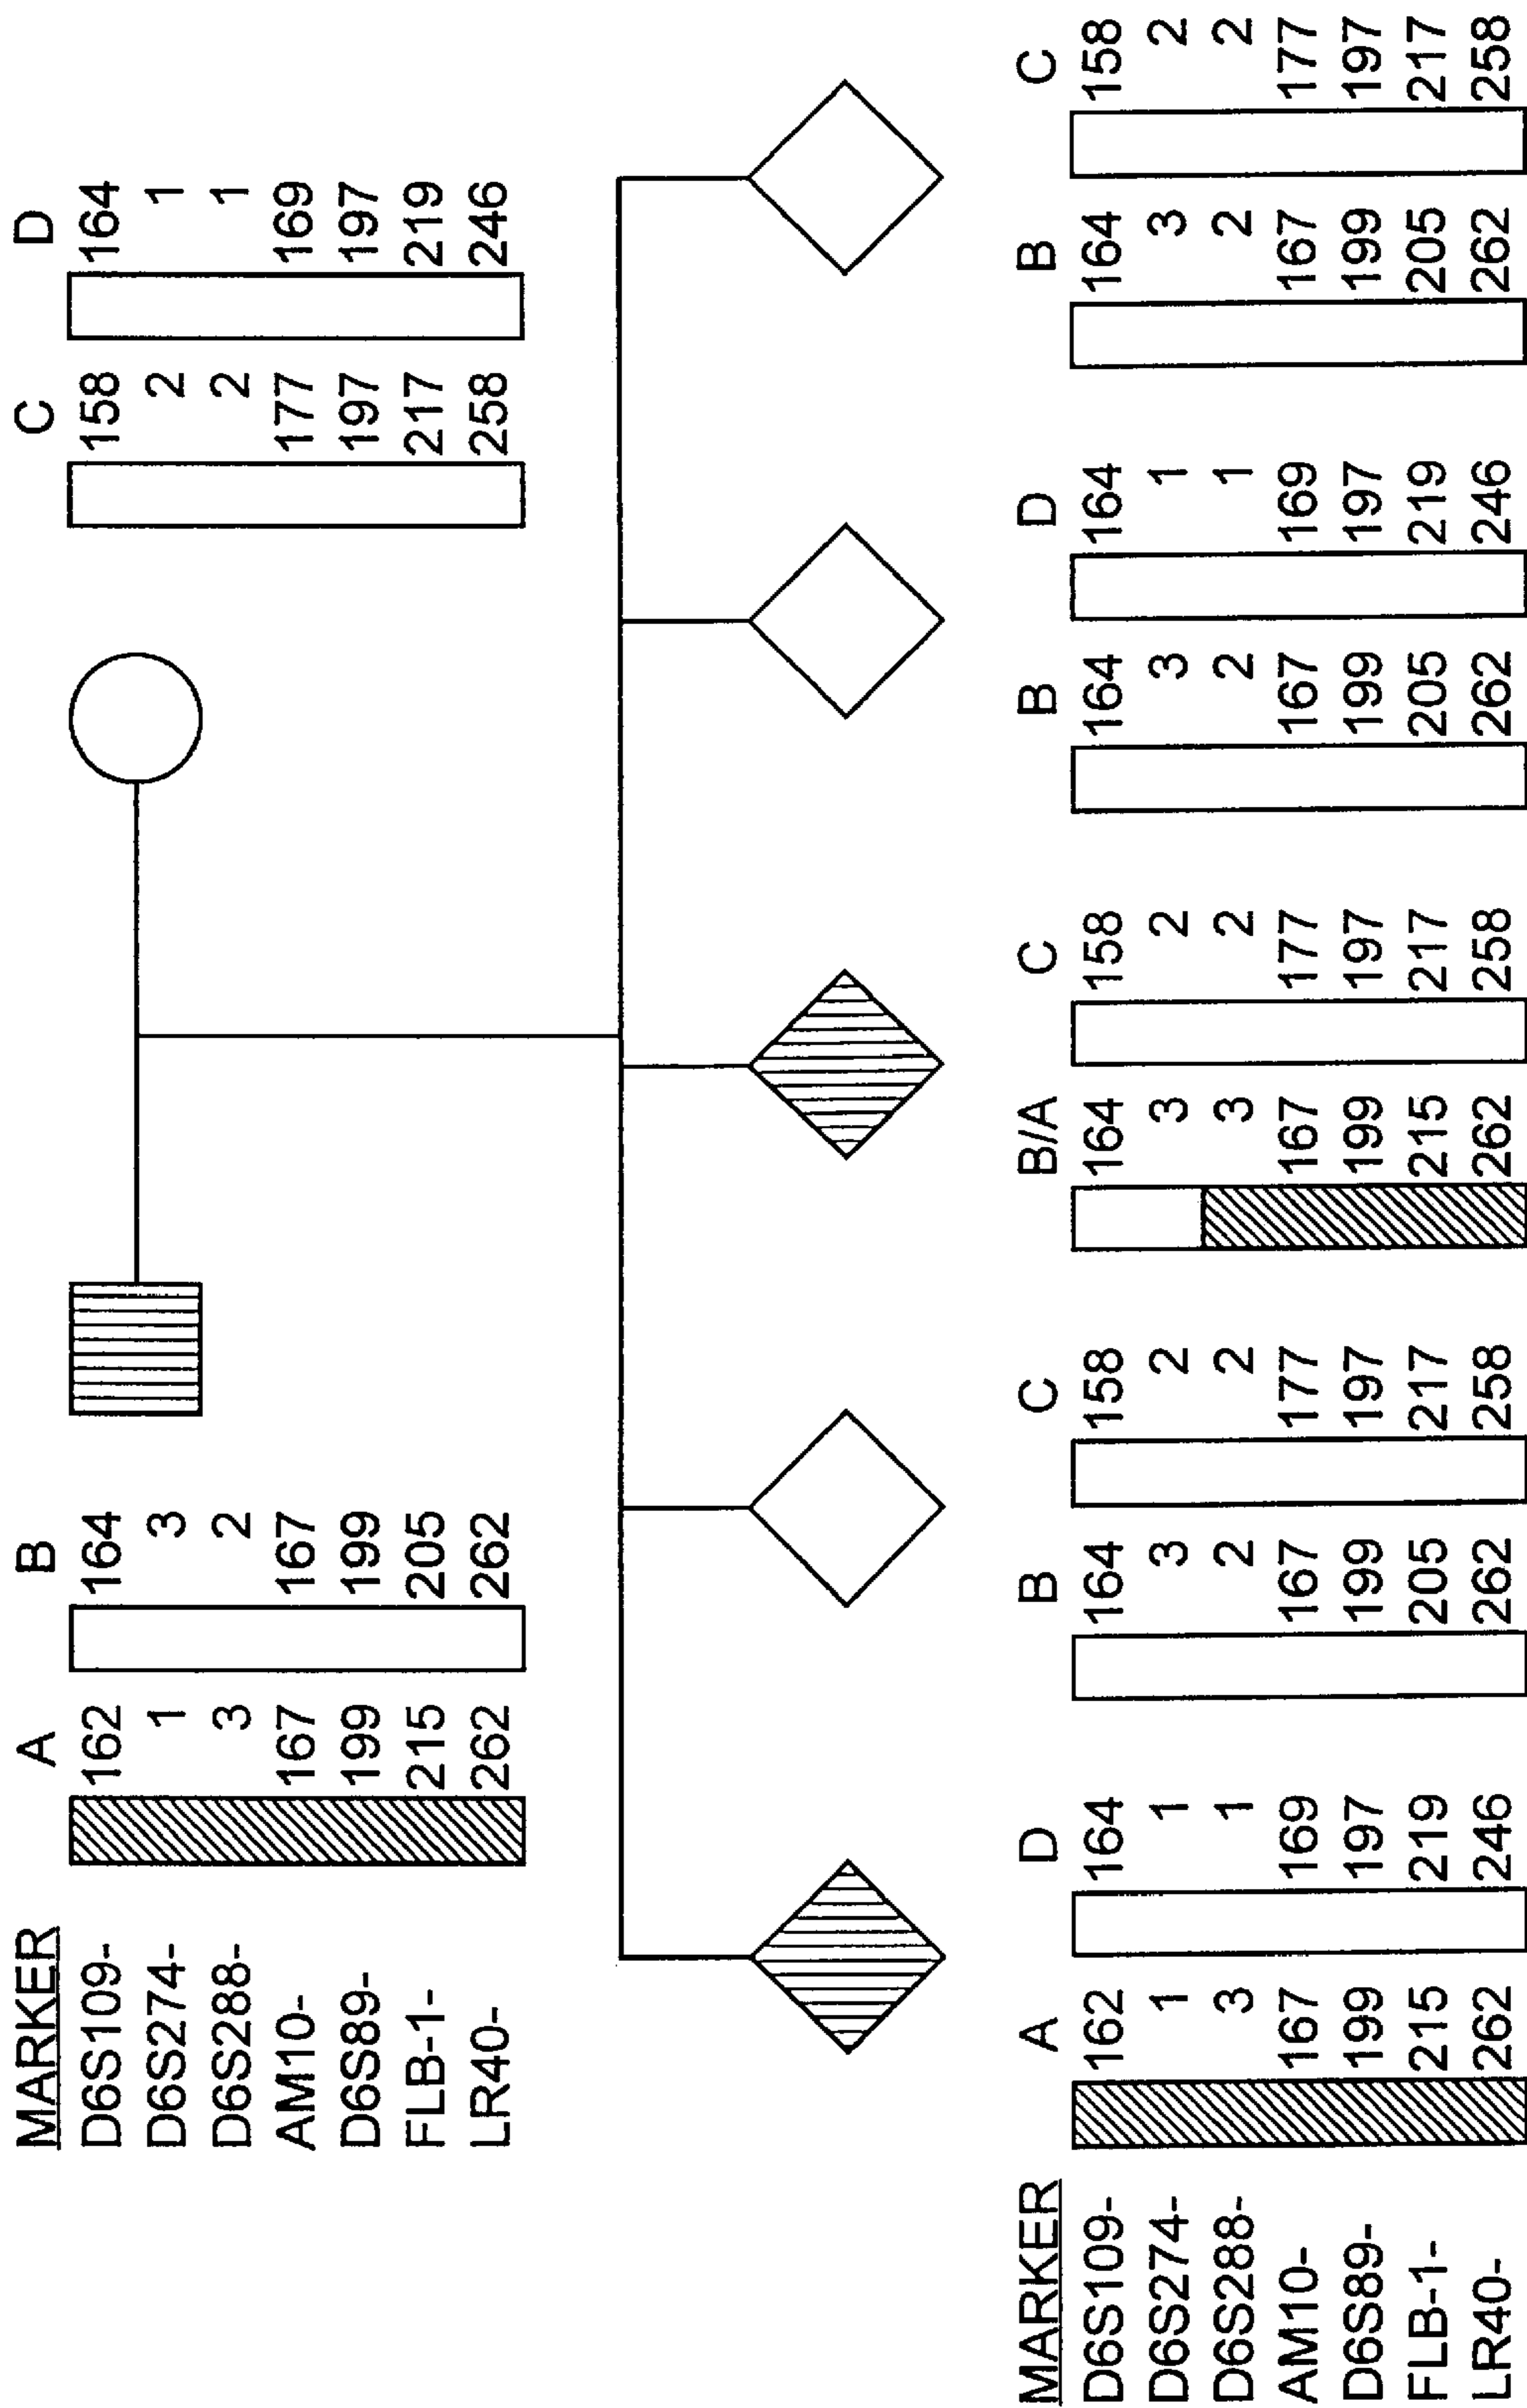 MARKER A B C D
D6S109- 162 164 158 164
D6S274- 1 3 2 1
D6S288- 3 2 2 1
AM10- 167 167 177 169
D6S89- 199 199 197 197
FLB-1- 215 205 217 219
LR40- 262 262 258 246
MARKER A D B C B/A C B D B C
D6S109- 162 164 164 158 164 158 164 164 164 158
D6S274- 1 1 3 2 3 2 3 1 3 2
D6S288- 3 1 2 2 3 2 2 1 2 2
AM10- 167 169 167 177 167 177 167 169 167 177
D6S89- 199 197 199 197 199 197 199 197 199 197
FLB-1- 215 219 205 217 215 217 205 219 205 217
LR40- 262 246 262 258 262 258 262 246 262 258